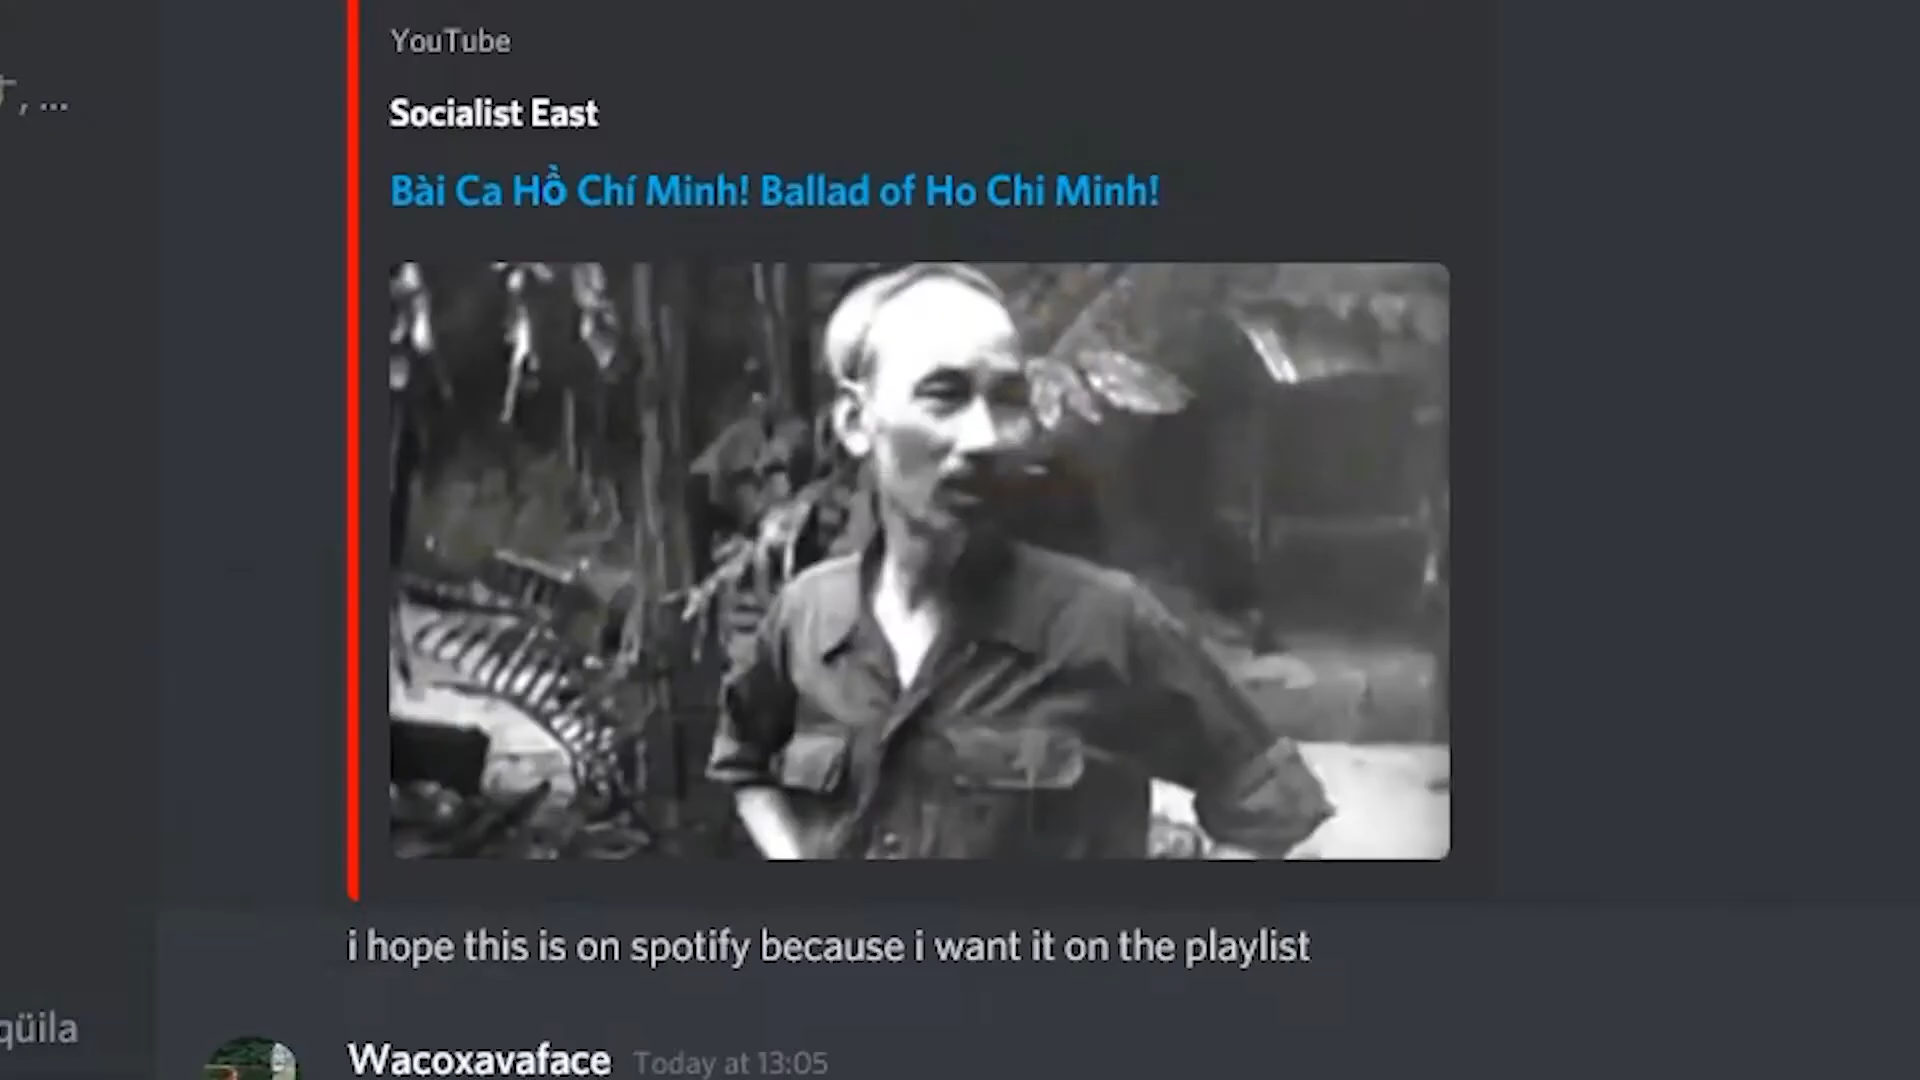 YouTube
, ...
Socialist East
Bài Ca Hồ Chí Minh! Ballad of Ho Chi Minh!
i hope this is on spotify because i want it on the playlist
qüila
Wacoxavaface Today at 13:05